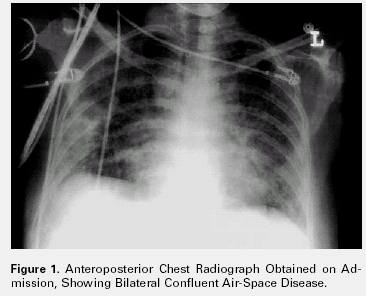 L
Figure 1. Anteroposterior Chest Radiograph Obtained on Ad-
mission, Showing Bilateral Confluent Air-Space Disease.